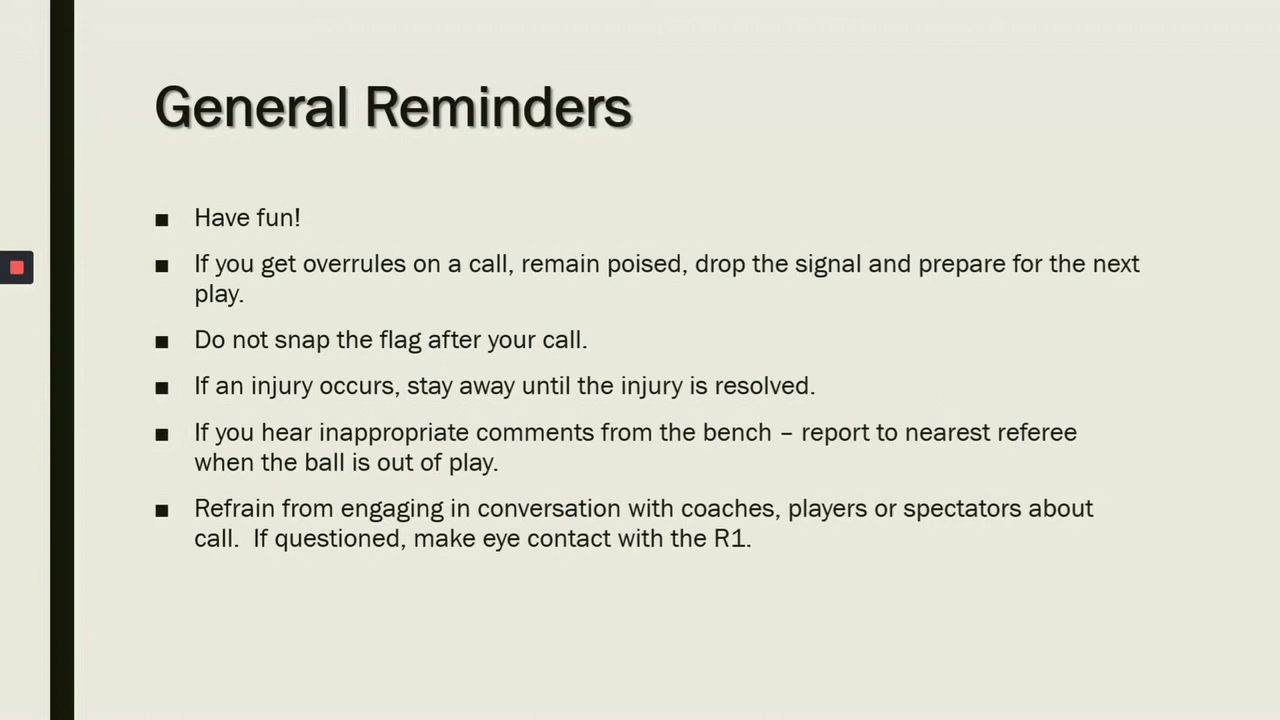 General Reminders
■ Have fun!
■ If you get overrules on a call, remain poised, drop the signal and prepare for the next
play.
■ Do not snap the flag after your call.
■ If an injury occurs, stay away until the injury is resolved.
■ If you hear inappropriate comments from the bench – report to nearest referee
when the ball is out of play.
■ Refrain from engaging in conversation with coaches, players or spectators about
call.  If questioned, make eye contact with the R1.